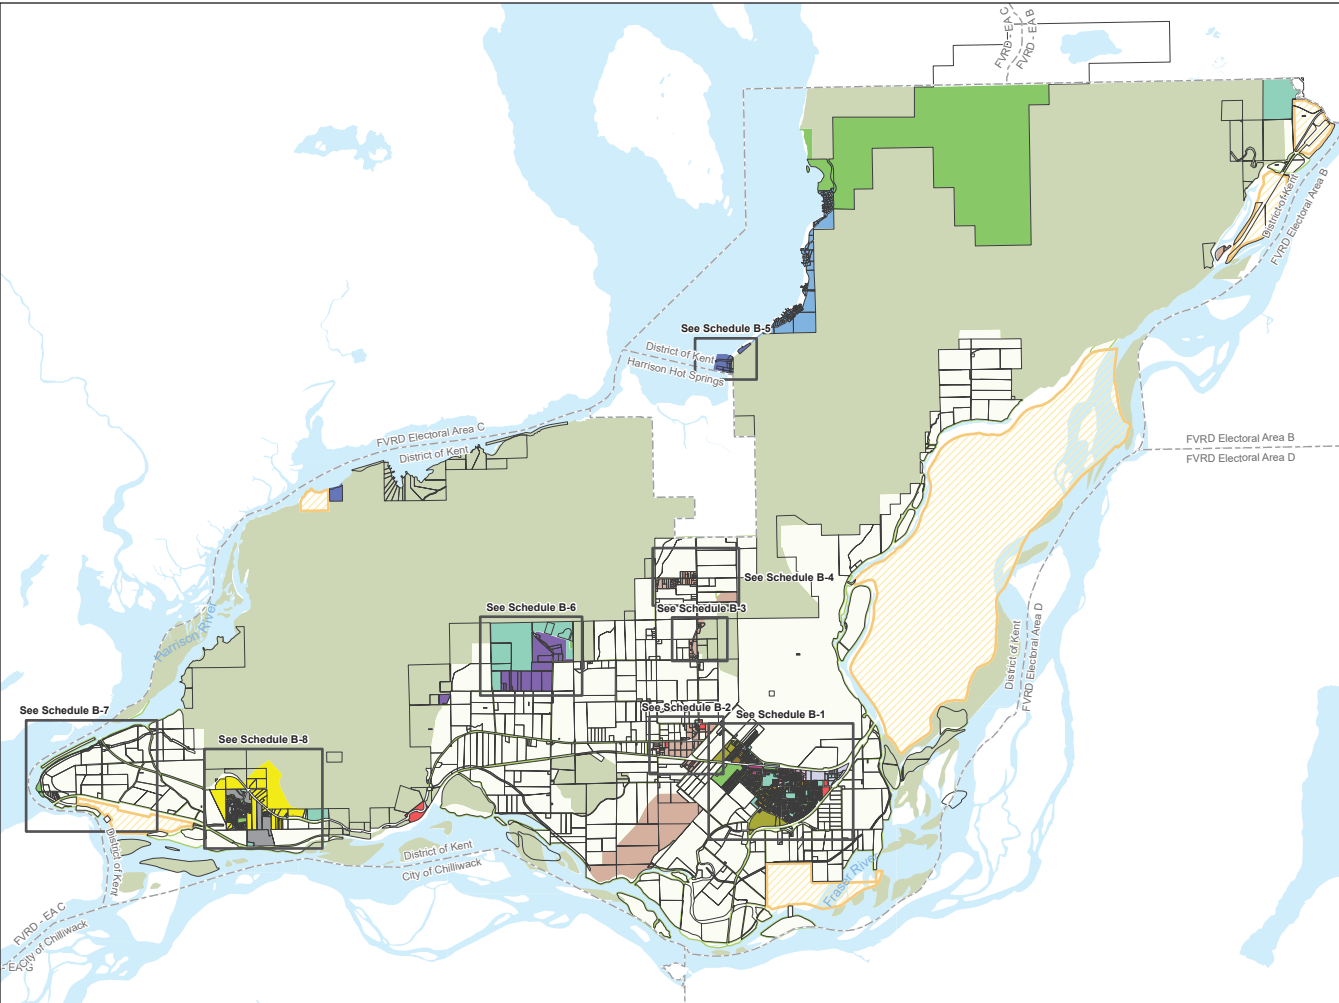 FVRD - EA C
FVRD - EA B
District of Kent
FVRD Electoral Area B
See Schedule B-5
District of Kent
Harrison Hot Springs
FVRD Electoral Area C
District of Kent
FVRD Electoral Area B
FVRD Electoral Area D
See Schedule B-4
See Schedule B-6
See Schedule B-3
Harrison River
District of Kent
FVRD Electoral Area D
See Schedule B-7
See Schedule B-2
See Schedule B-1
See Schedule B-8
District of Kent
District of Kent
City of Chilliwack
Fraser River
FVRD - EA C
City of Chilliwack
- EA G